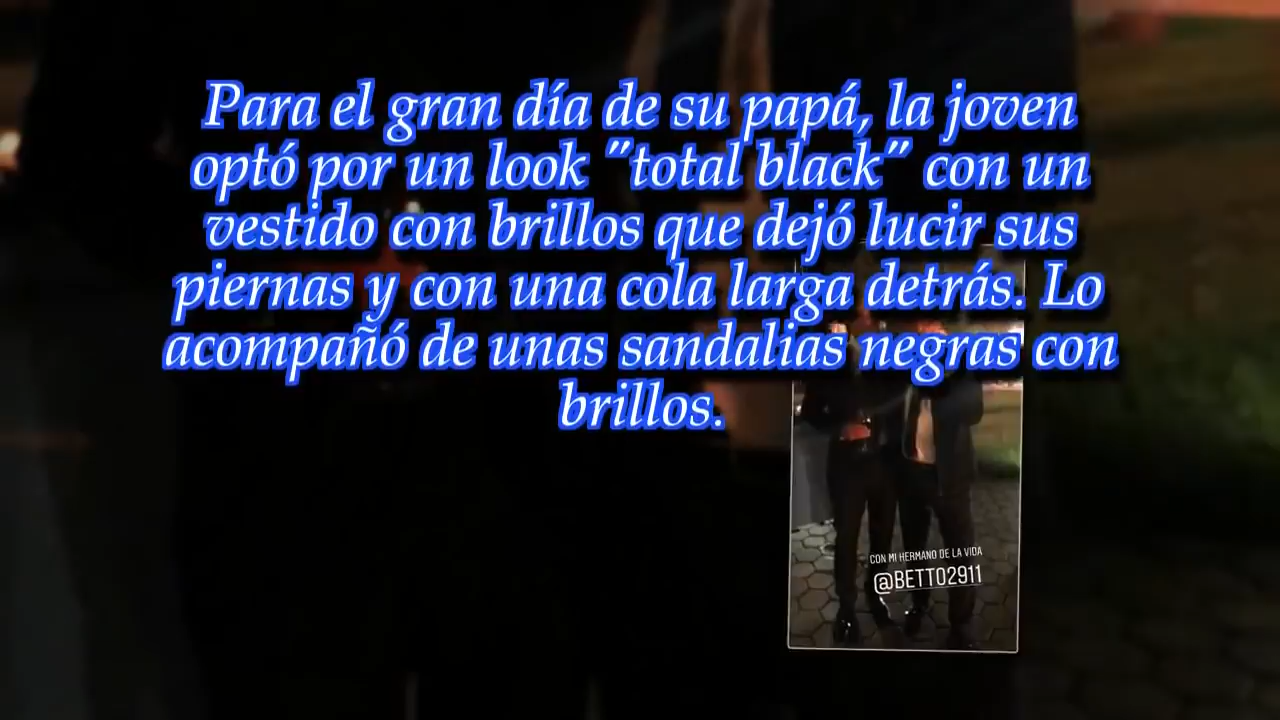 Para el gran día de su papá, la joven
optó por un look "total black" con un
vestido con brillos que dejó lucir sus
piernas y con una cola larga detrás. Lo
acompañó de unas sandalias negras con
brillos.
CON MI HERMANO DE LA VIDA
@BETTO2911